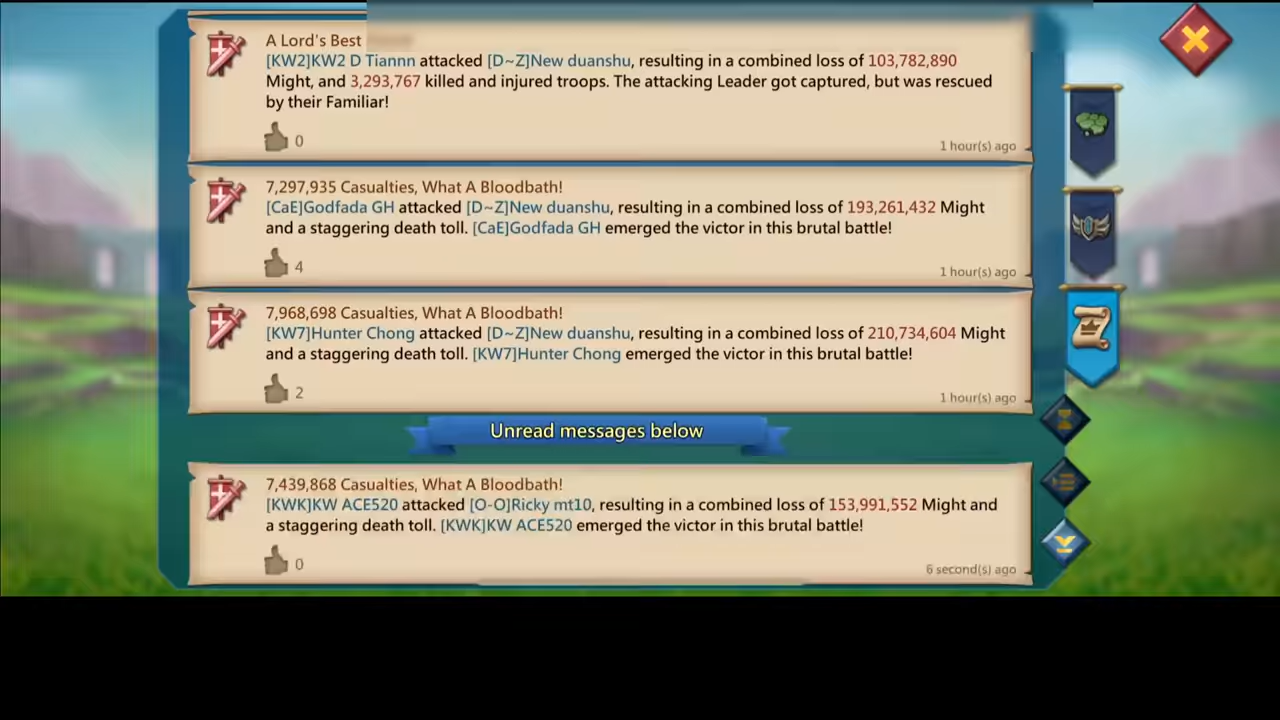 A Lord's Best
[KW2]KW2 D Tiannn attacked [D~Z]New duanshu, resulting in a combined loss of 103,782,890
Might, and 3,293,767 killed and injured troops. The attacking Leader got captured, but was rescued
by their Familiar!
0
1 hour(s) ago
7,297,935 Casualties, What A Bloodbath!
[CaE]Godfada GH attacked [D~Z]New duanshu, resulting in a combined loss of 193,261,432 Might
and a staggering death toll. [CaE]Godfada GH emerged the victor in this brutal battle!
4
1 hour(s) ago
7,968,698 Casualties, What A Bloodbath!
[KW7]Hunter Chong attacked [D~Z]New duanshu, resulting in a combined loss of 210,734,604 Might
and a staggering death toll. [KW7]Hunter Chong emerged the victor in this brutal battle!
2
1 hour(s) ago
Unread messages below
7,439,868 Casualties, What A Bloodbath!
[KWK]KW ACE520 attacked [O-O]Ricky mt10, resulting in a combined loss of 153,991,552 Might and
a staggering death toll. [KWK]KW ACE520 emerged the victor in this brutal battle!
0
6 second(s) ago